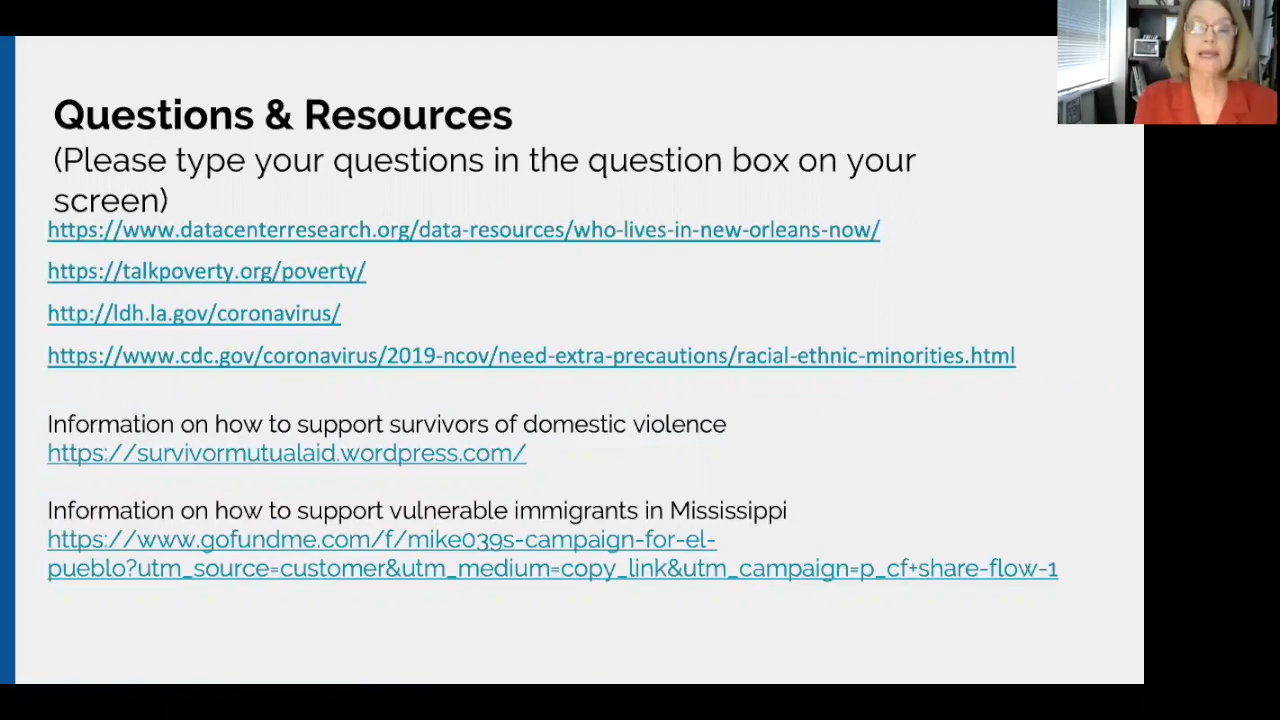 Questions & Resources
(Please type your questions in the question box on your
screen)
https://www.datacenterresearch.org/data-resources/who-lives-in-new-orleans-now/
https://talkpoverty.org/poverty/
http://ldh.la.gov/coronavirus/
https://www.cdc.gov/coronavirus/2019-ncov/need-extra-precautions/racial-ethnic-minorities.html
Information on how to support survivors of domestic violence
https://survivormutualaid.wordpress.com/
Information on how to support vulnerable immigrants in Mississippi
https://www.gofundme.com/f/mike039s-campaign-for-el-
pueblo?utm_source=customer&utm_medium=copy_link&utm_campaign=p_cf+share-flow-1